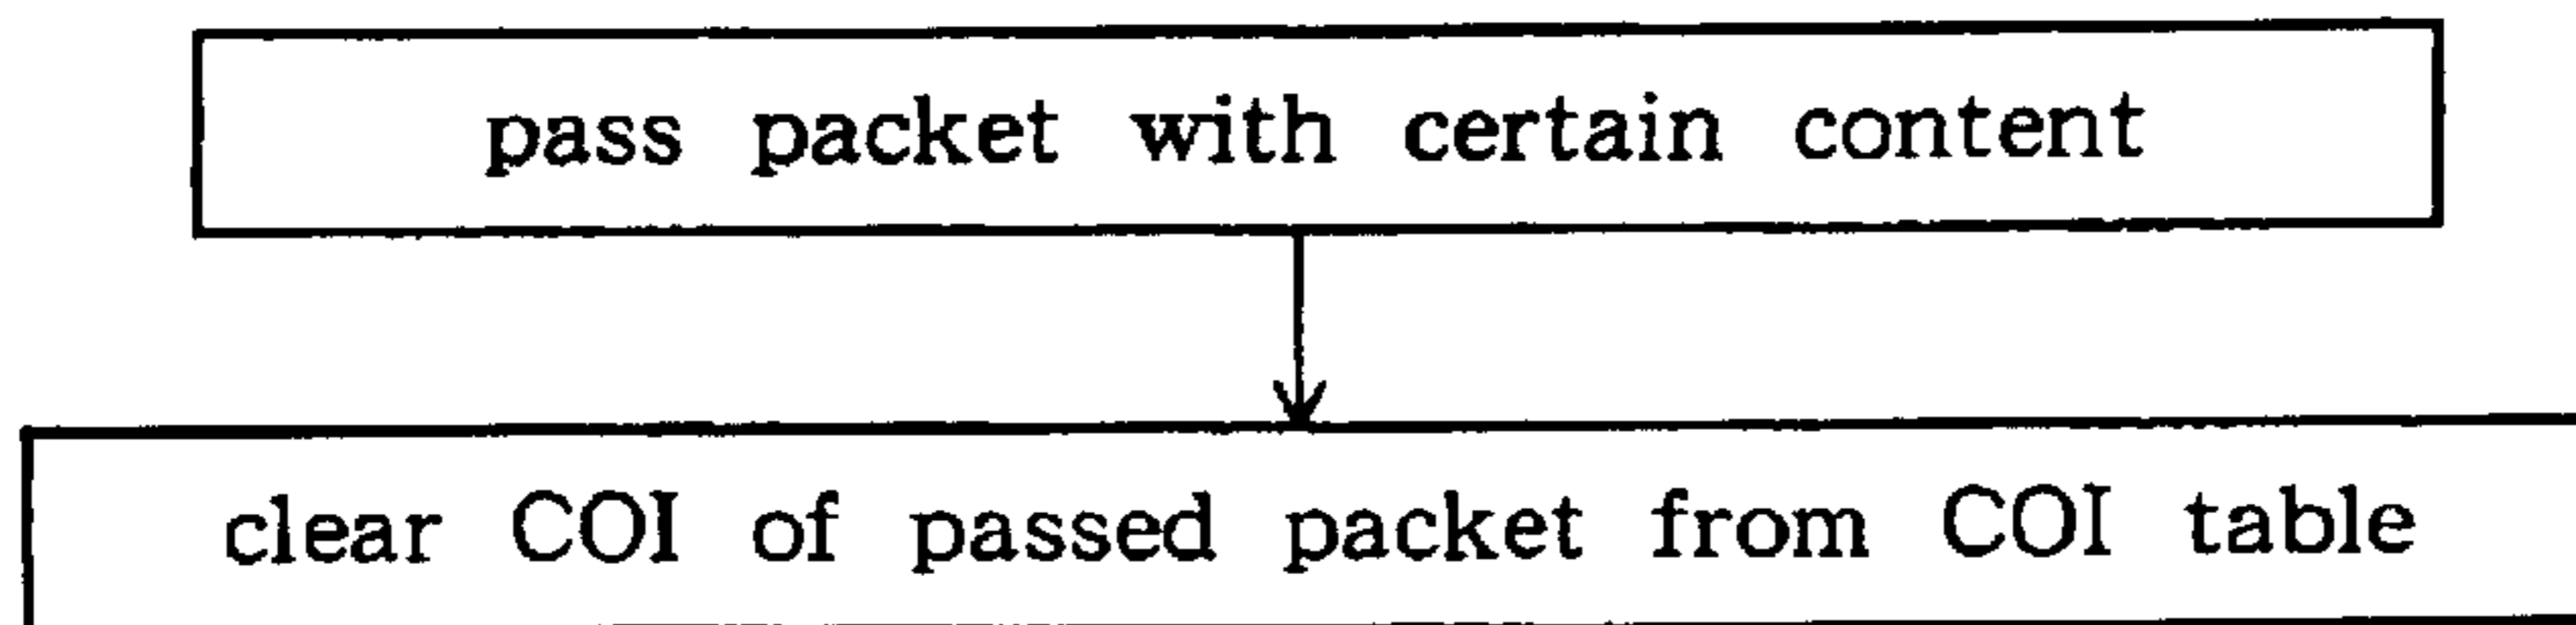 pass packet with certain content
clear COI of passed packet from COI table